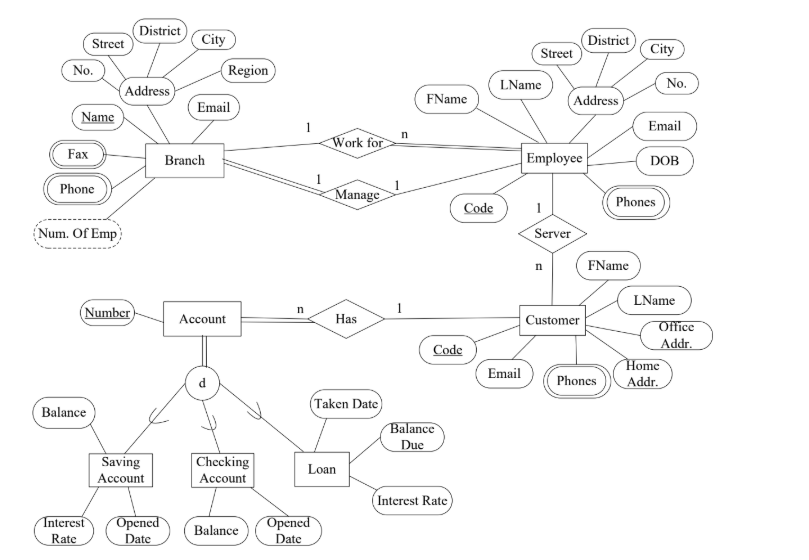 District
Street
City
No.
Region
Address
Name
Email
Fax
Branch
Phone
Num. Of Emp
1
Work for
n
1
Manage
1
District
Street
City
LName
No.
FName
Address
Email
Employee
DOB
Code
Phones
1
Server
n
FName
LName
Customer
Office
Addr.
Code
Email
Phones
Home
Addr.
Number
Account
n
Has
1
d
Balance
Taken Date
Balance
Due
Saving
Account
Checking
Account
Loan
Interest Rate
Interest
Rate
Opened
Date
Balance
Opened
Date